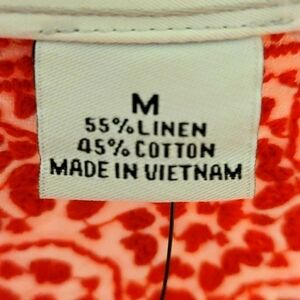 M
55% LINEN
45% COTTON
MADE IN VIETNAM